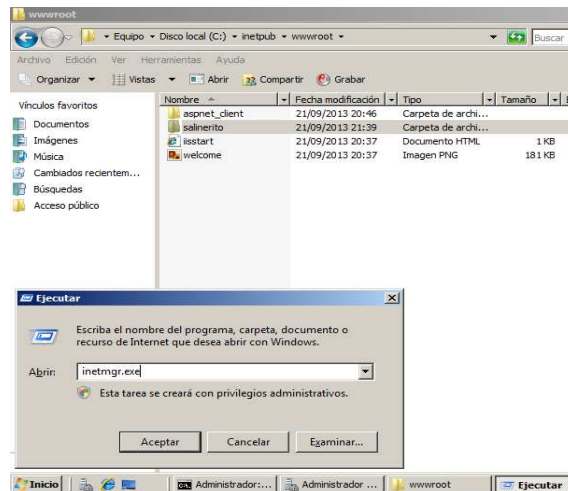 wwwroot
Equipo Disco local (C:) inetpub wwwroot Buscar
Archivo Edición Ver Herramientas Ayuda
Organizar Vistas Abrir Compartir Grabar
Vínculos favoritos
Documentos
Imágenes
Música
Cambiados recientem...
Búsquedas
Acceso público
Nombre Fecha modificación Tipo Tamaño
aspnet_client 21/09/2013 20:46 Carpeta de archi...
salinerito 21/09/2013 21:39 Carpeta de archi...
iisstart 21/09/2013 20:37 Documento HTML 1 KB
welcome 21/09/2013 20:37 Imagen PNG 181 KB
Ejecutar
Escriba el nombre del programa, carpeta, documento o
recurso de Internet que desea abrir con Windows.
Abrir: inetmgr.exe
Esta tarea se creará con privilegios administrativos.
Aceptar Cancelar Examinar...
Inicio Administrador:... Administrador ... wwwroot Ejecutar